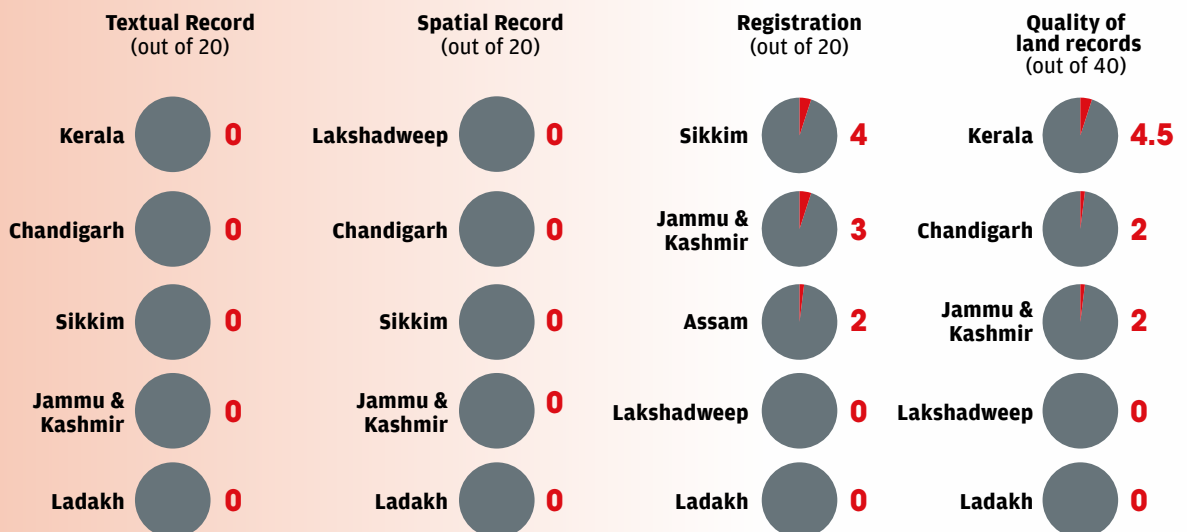 Textual Record
(out of 20)
Kerala 0
Chandigarh 0
Sikkim 0
Jammu &
Kashmir 0
Ladakh 0
Spatial Record
(out of 20)
Lakshadweep 0
Chandigarh 0
Sikkim 0
Jammu &
Kashmir 0
Ladakh 0
Registration
(out of 20)
Sikkim 4
Jammu &
Kashmir 3
Assam 2
Lakshadweep 0
Ladakh 0
Quality of
land records
(out of 40)
Kerala 4.5
Chandigarh 2
Jammu &
Kashmir 2
Lakshadweep 0
Ladakh 0